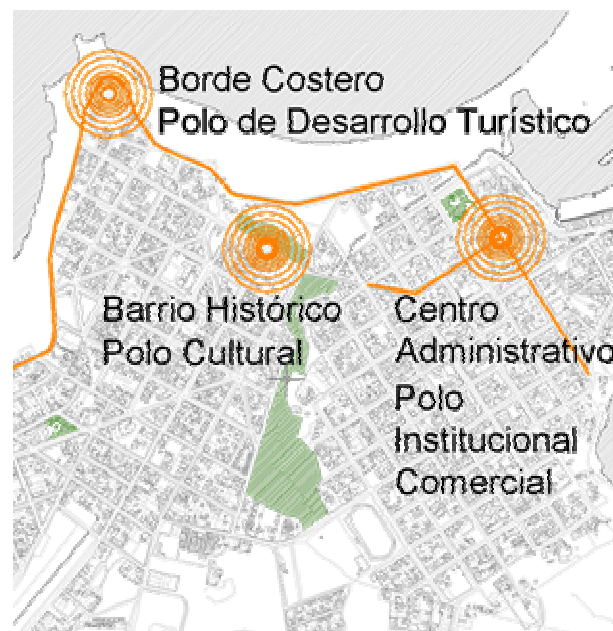 Borde Costero
Polo de Desarrollo Turístico
Barrio Histórico
Polo Cultural
Centro
Administrativo
Polo
Institucional
Comercial